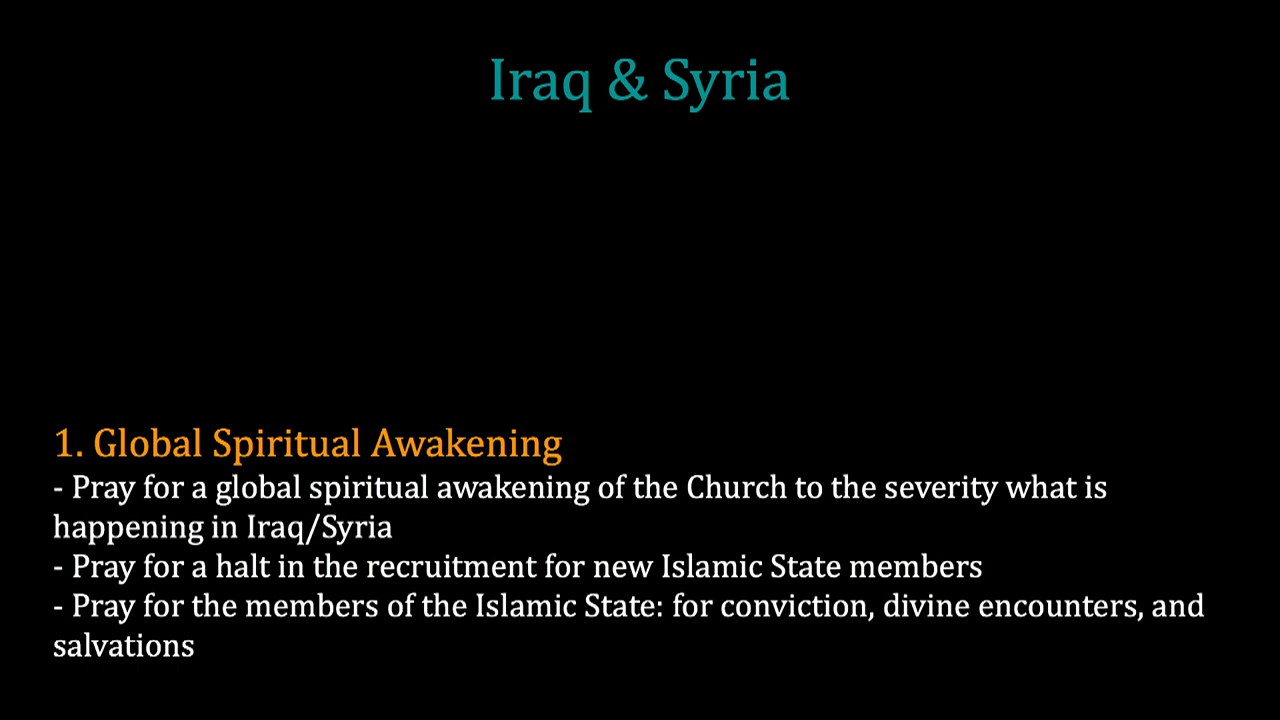 Iraq & Syria
1. Global Spiritual Awakening
- Pray for a global spiritual awakening of the Church to the severity what is
happening in Iraq/Syria
- Pray for a halt in the recruitment for new Islamic State members
- Pray for the members of the Islamic State: for conviction, divine encounters, and
salvations